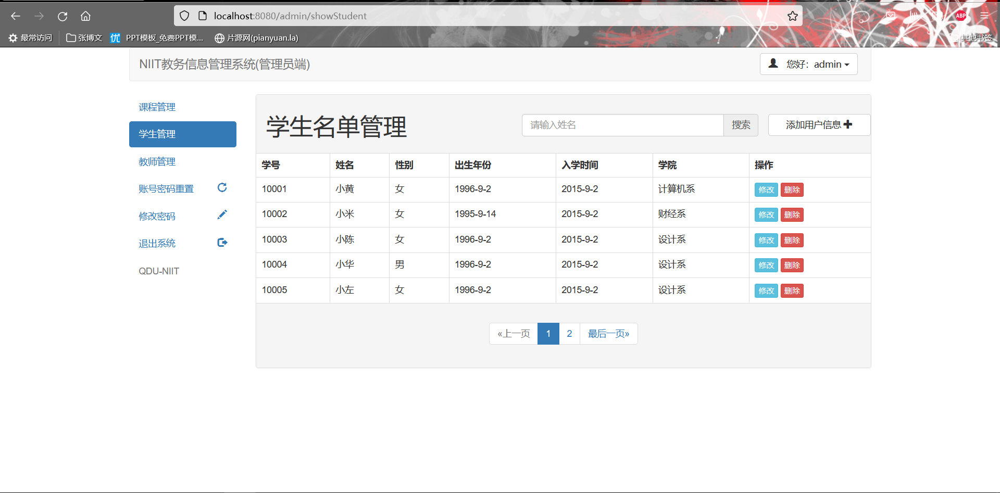 localhost:8080/admin/showStudent
ABP
最常访问 张博文 优 PPT模板_免费PPT模... 片源网(pianyuan.la) 其他书签
NIIT教务信息管理系统(管理员端) 您好：admin
课程管理
学生管理
教师管理
账号密码重置
修改密码
退出系统
QDU-NIIT
学生名单管理 请输入姓名 搜索 添加用户信息
学号 姓名 性别 出生年份 入学时间 学院 操作
10001 小黄 女 1996-9-2 2015-9-2 计算机系 修改 删除
10002 小米 女 1995-9-14 2015-9-2 财经系 修改 删除
10003 小陈 女 1996-9-2 2015-9-2 设计系 修改 删除
10004 小华 男 1996-9-2 2015-9-2 设计系 修改 删除
10005 小左 女 1996-9-2 2015-9-2 设计系 修改 删除
«上一页 1 2 最后一页»